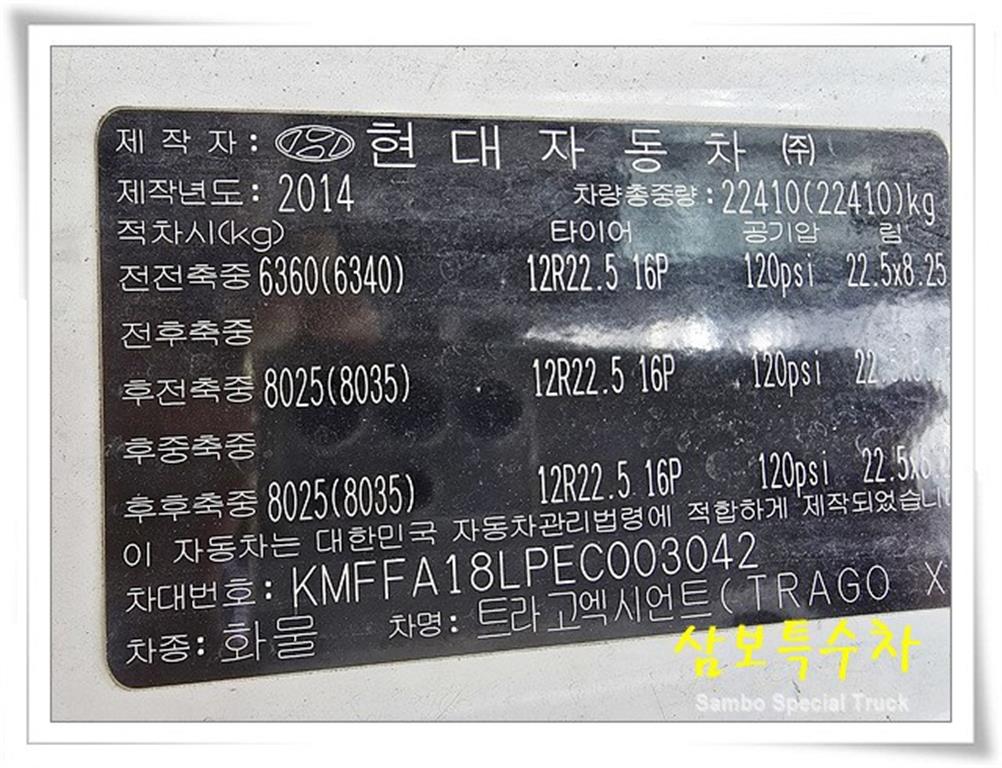 제작자: 현대자동차 ㈜
제작년도: 2014 차량총중량: 22410(22410)kg
적차시(kg) 타이어 공기압 림
전전축중 6360(6340) 12R22.5 16P 120psi 22.5x8.25
전후축중
후전축중 8025(8035) 12R22.5 16P 120psi
후중축중
후후축중 8025(8035) 12R22.5 16P 120psi
이 자동차는 대한민국 자동차관리법령에 적합하게 제작되었습니
차대번호: KMFFA18LPEC003042
차종: 화물 차명: 트라고엑시언트(TRAGO X
삼보특수차
Sambo Special Truck